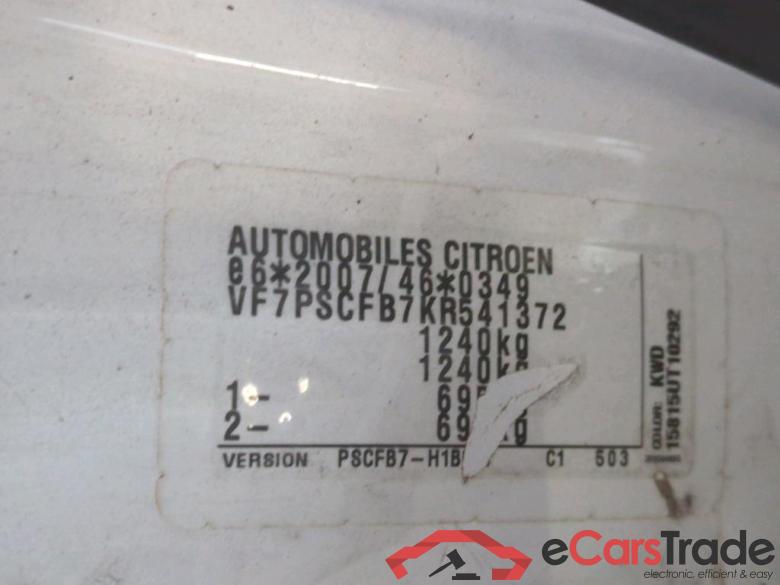 AUTOMOBILES CITROEN
e6*2007/46*0349
VF7PSCFB7KR541372
1240kg
1240kg
1-
2-
VERSION PSCFB7- C1 503
COLOR: KWD
15815UT10292
eCarsTrade
electronic, efficient & easy